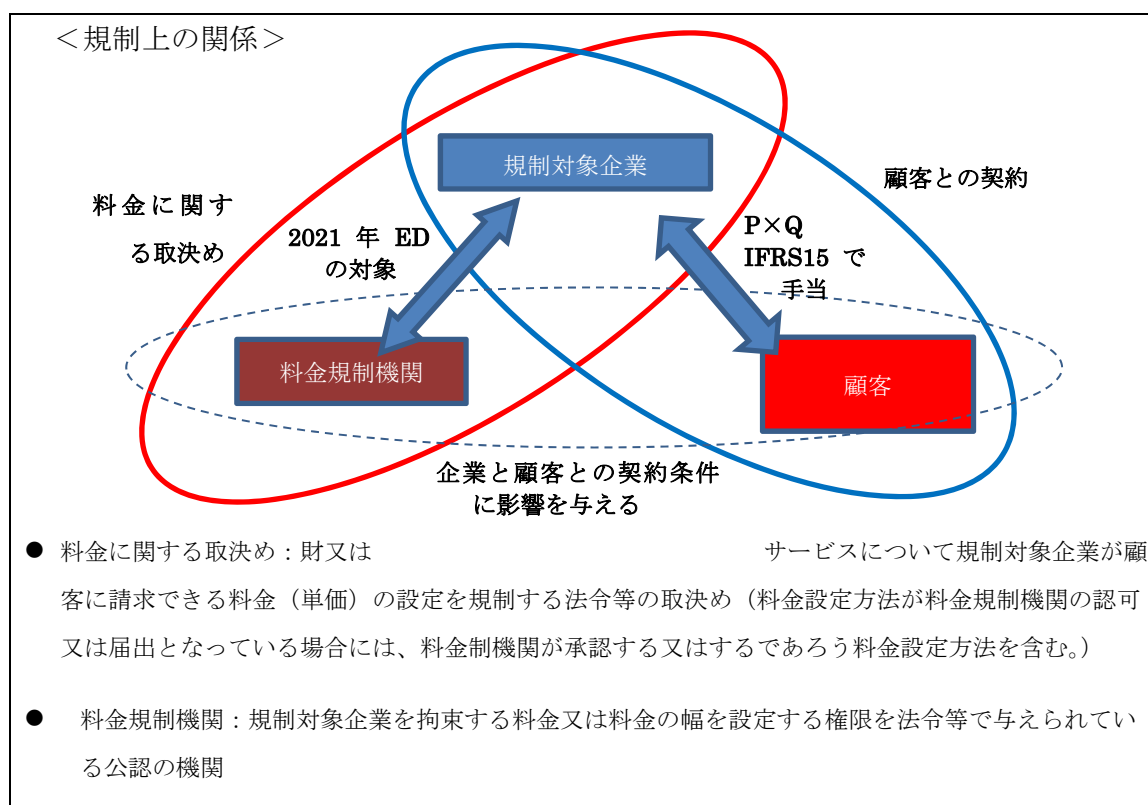 ＜規制上の関係＞
規制対象企業
顧客との契約
料金に関す
る取決め
2021 年 ED
の対象
P×Q
IFRS15 で
手当
料金規制機関
顧客
企業と顧客との契約条件
に影響を与える
● 料金に関する取決め：財又は サービスについて規制対象企業が顧
客に請求できる料金（単価）の設定を規制する法令等の取決め（料金設定方法が料金規制機関の認可
又は届出となっている場合には、料金制機関が承認する又はするであろう料金設定方法を含む。）
● 料金規制機関：規制対象企業を拘束する料金又は料金の幅を設定する権限を法令等で与えられてい
る公認の機関